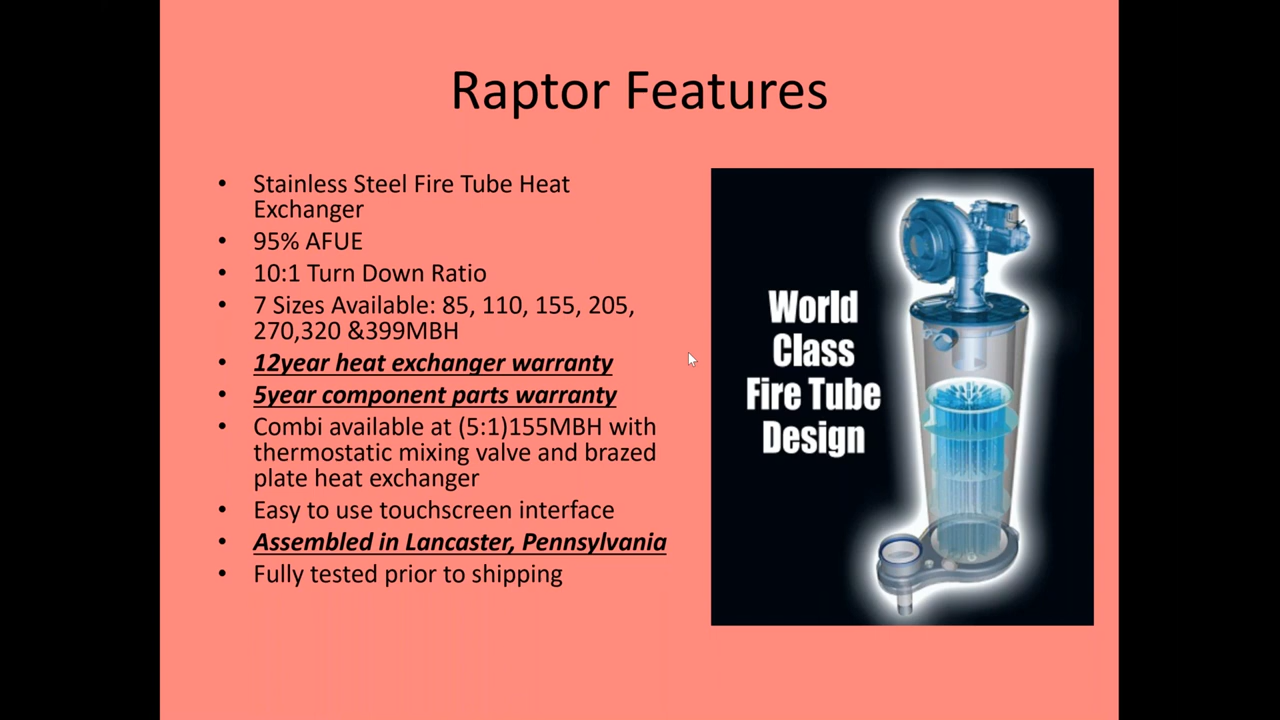 Raptor Features
• Stainless Steel Fire Tube Heat
Exchanger
• 95% AFUE
• 10:1 Turn Down Ratio
• 7 Sizes Available: 85, 110, 155, 205,
270,320 &399MBH
• 12year heat exchanger warranty
• 5year component parts warranty
• Combi available at (5:1)155MBH with
thermostatic mixing valve and brazed
plate heat exchanger
• Easy to use touchscreen interface
• Assembled in Lancaster, Pennsylvania
• Fully tested prior to shipping
World
Class
Fire Tube
Design